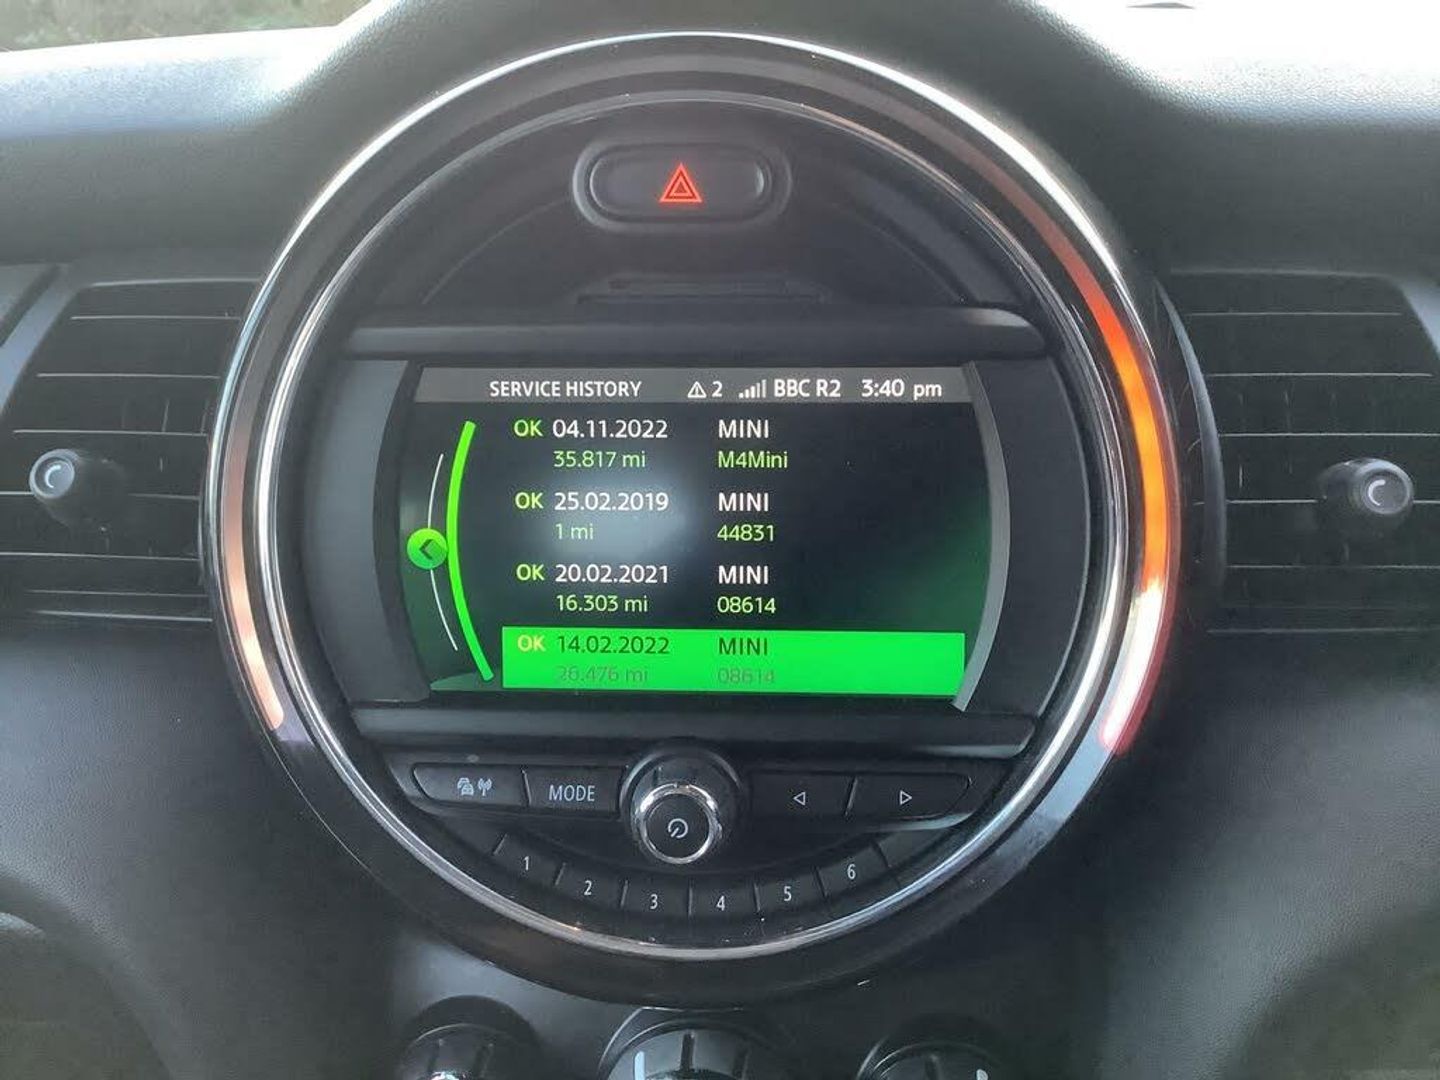 SERVICE HISTORY 2 BBC R2 3:40 pm
OK 04.11.2022 MINI
35.817 mi M4Mini
OK 25.02.2019 MINI
1 mi 44831
OK 20.02.2021 MINI
16.303 mi 08614
OK 14.02.2022 MINI
26.476 mi 08614
MODE
1 2 3 4 5 6